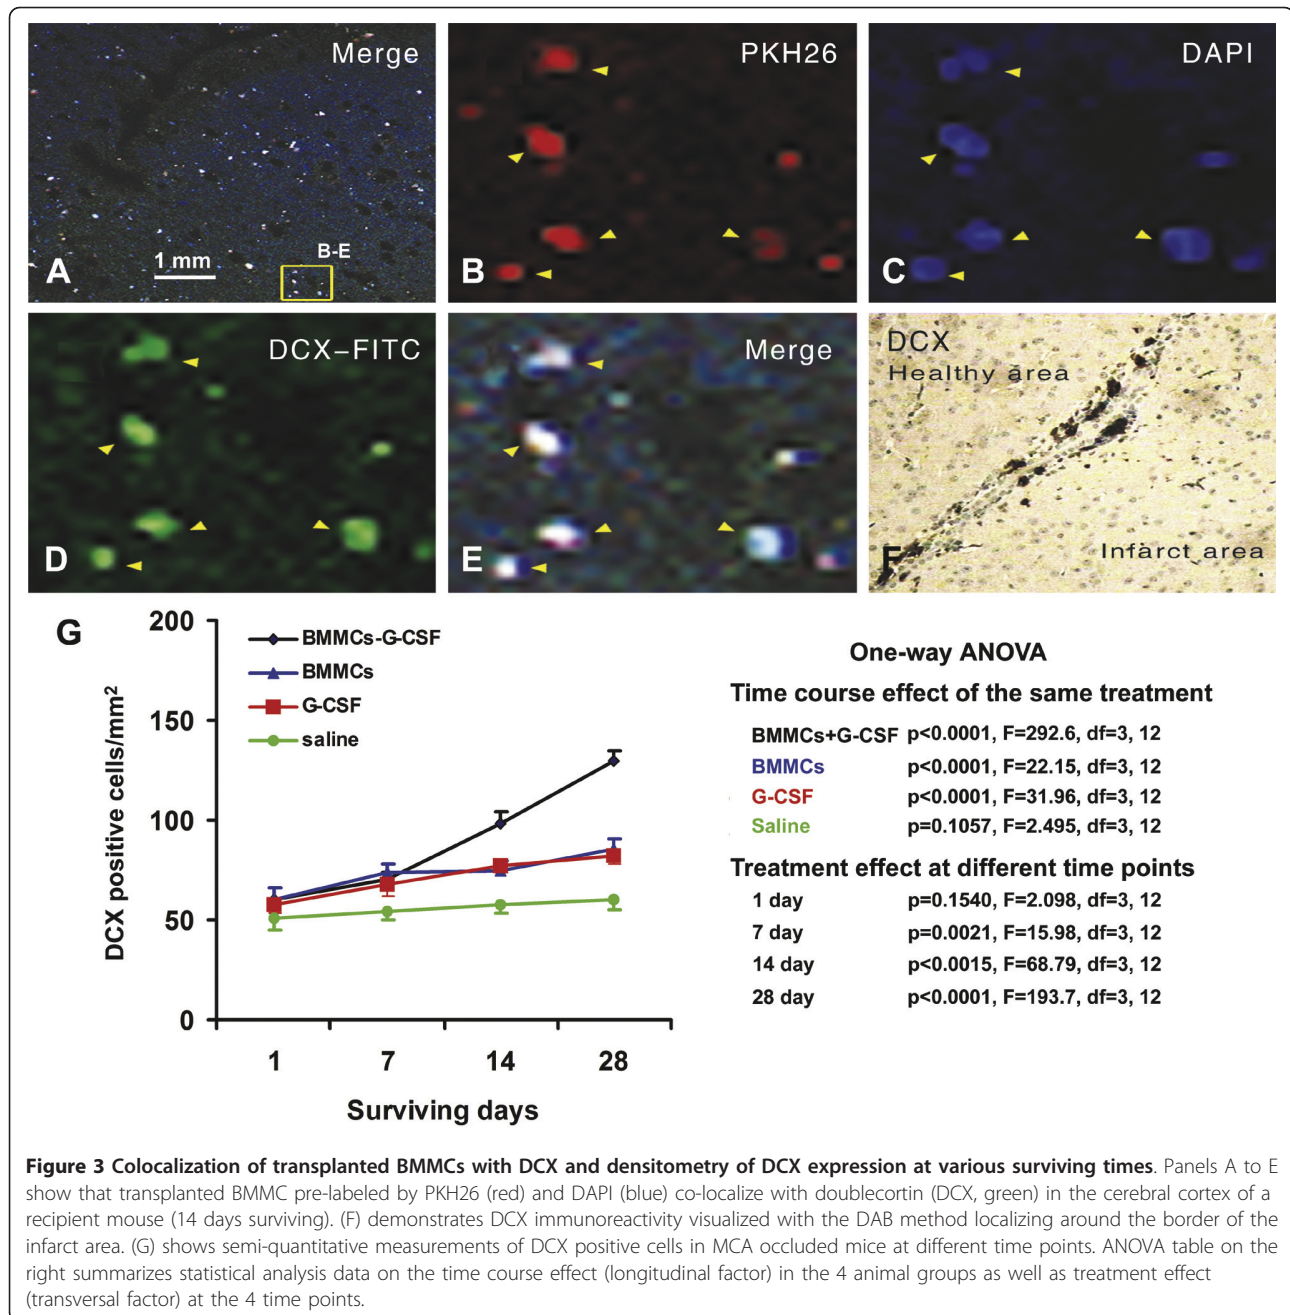 Merge
A
1 mm
B-E
PKH26
B
DAPI
C
DCX-FITC
D
Merge
E
DCX
Healthy area
Infarct area
F
G
DCX positive cells/mm²
200
150
100
50
0
BMMCs-G-CSF
BMMCs
G-CSF
saline
1 7 14 28
Surviving days
One-way ANOVA
Time course effect of the same treatment
BMMCs+G-CSF p<0.0001, F=292.6, df=3, 12
BMMCs p<0.0001, F=22.15, df=3, 12
G-CSF p<0.0001, F=31.96, df=3, 12
Saline p=0.1057, F=2.495, df=3, 12
Treatment effect at different time points
1 day p=0.1540, F=2.098, df=3, 12
7 day p=0.0021, F=15.98, df=3, 12
14 day p<0.0015, F=68.79, df=3, 12
28 day p<0.0001, F=193.7, df=3, 12
Figure 3 Colocalization of transplanted BMMCs with DCX and densitometry of DCX expression at various surviving times. Panels A to E
show that transplanted BMMC pre-labeled by PKH26 (red) and DAPI (blue) co-localize with doublecortin (DCX, green) in the cerebral cortex of a
recipient mouse (14 days surviving). (F) demonstrates DCX immunoreactivity visualized with the DAB method localizing around the border of the
infarct area. (G) shows semi-quantitative measurements of DCX positive cells in MCA occluded mice at different time points. ANOVA table on the
right summarizes statistical analysis data on the time course effect (longitudinal factor) in the 4 animal groups as well as treatment effect
(transversal factor) at the 4 time points.